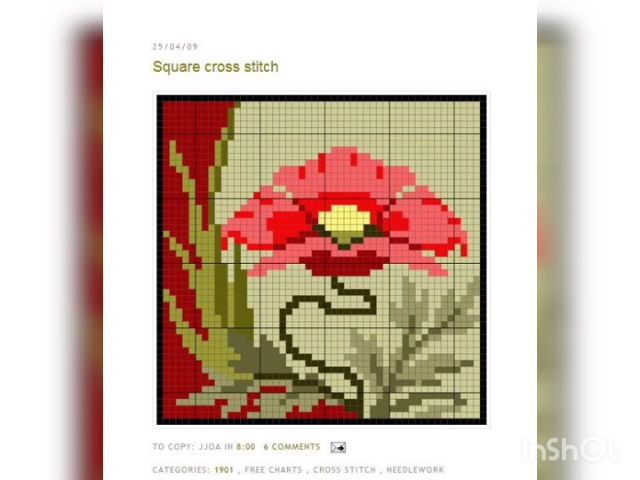 25/04/09
Square cross stitch
TO COPY: JJOA IN 8:00 6 COMMENTS
CATEGORIES: 1901 , FREE CHARTS , CROSS STITCH , NEEDLEWORK
InShOt